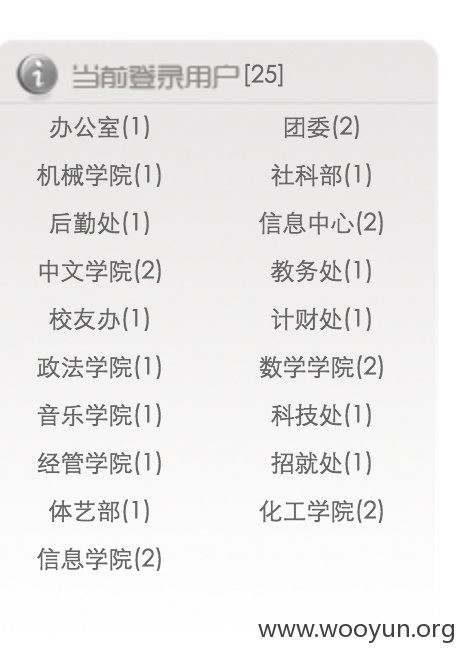 当前登录用户[25]
办公室(1) 团委(2)
机械学院(1) 社科部(1)
后勤处(1) 信息中心(2)
中文学院(2) 教务处(1)
校友办(1) 计财处(1)
政法学院(1) 数学学院(2)
音乐学院(1) 科技处(1)
经管学院(1) 招就处(1)
体艺部(1) 化工学院(2)
信息学院(2)
www.wooyun.org